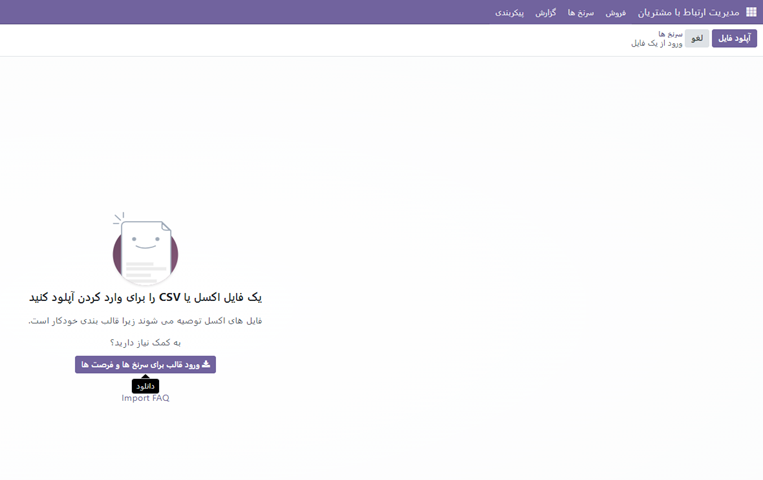 مدیریت ارتباط با مشتریان فروش سرنخ ها گزارش پیکربندی
آپلود فایل لغو سرنخ ها
ورود از یک فایل
یک فایل اکسل یا CSV را برای وارد کردن آپلود کنید
فایل های اکسل توصیه می شوند زیرا قالب بندی خودکار است.
به کمک نیاز دارید؟
ورود قالب برای سرنخ ها و فرصت ها
دانلود
Import FAQ